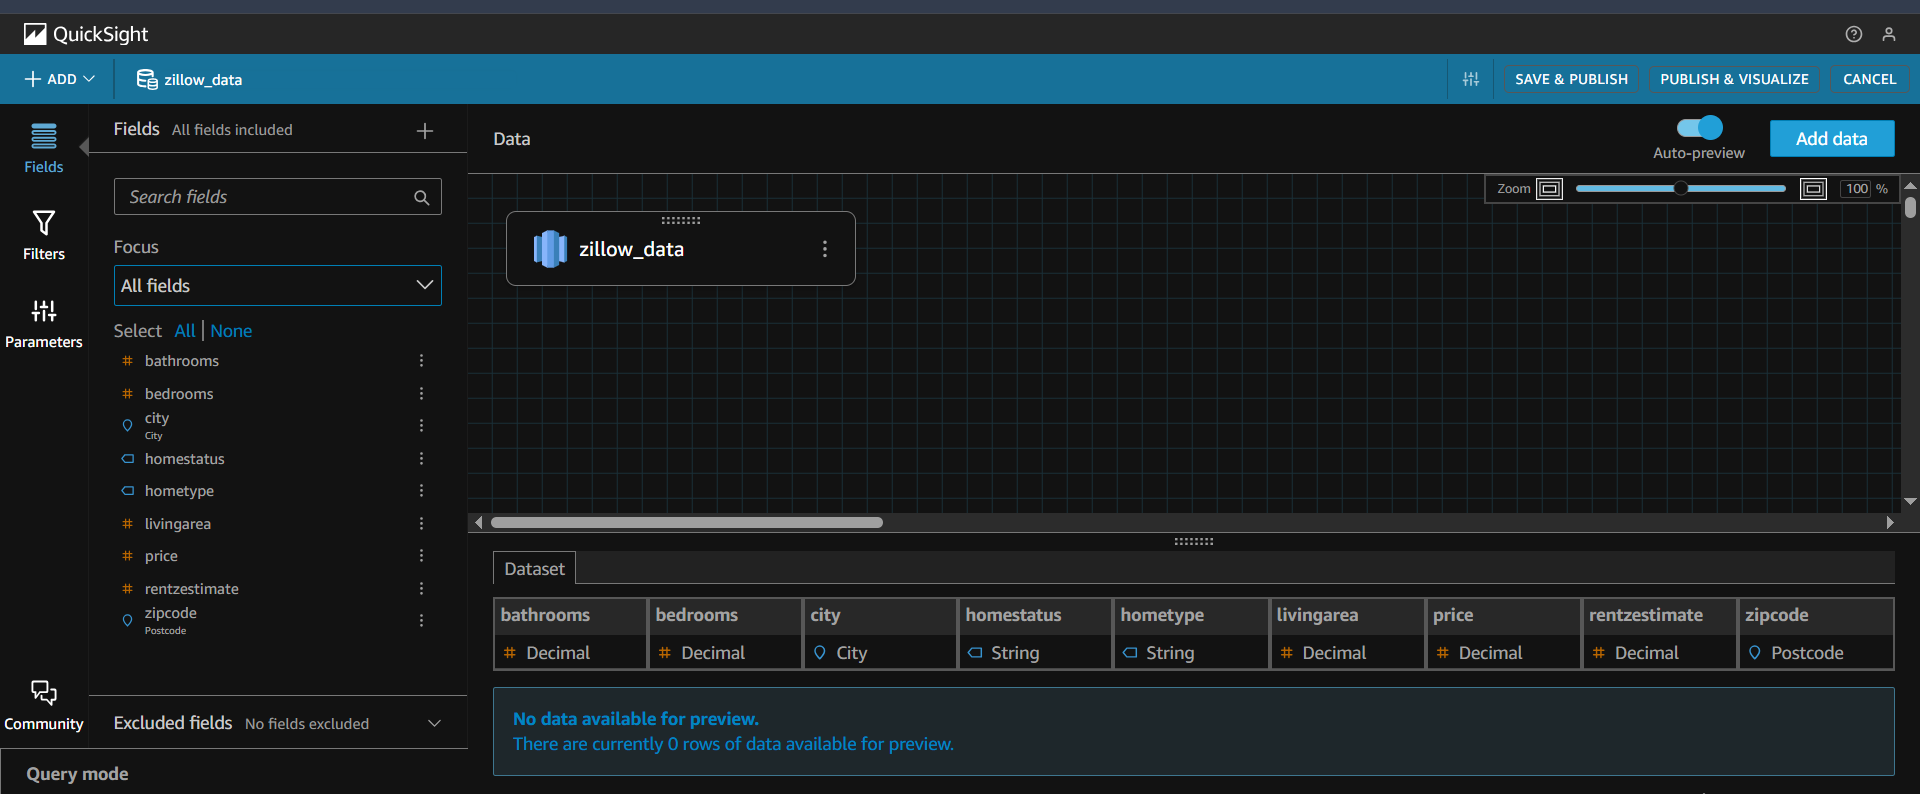 QuickSight
ADD
zillow_data
SAVE & PUBLISH
PUBLISH & VISUALIZE
CANCEL
Fields
Filters
Parameters
Community
Fields All fields included
Search fields
Focus
All fields
Select All | None
bathrooms
bedrooms
city
City
homestatus
hometype
livingarea
price
rentzestimate
zipcode
Postcode
Excluded fields No fields excluded
Query mode
Data
Auto-preview
Add data
Zoom
100 %
zillow_data
Dataset
bathrooms bedrooms city homestatus hometype livingarea price rentzestimate zipcode
Decimal Decimal City String String Decimal Decimal Decimal Postcode
No data available for preview.
There are currently 0 rows of data available for preview.